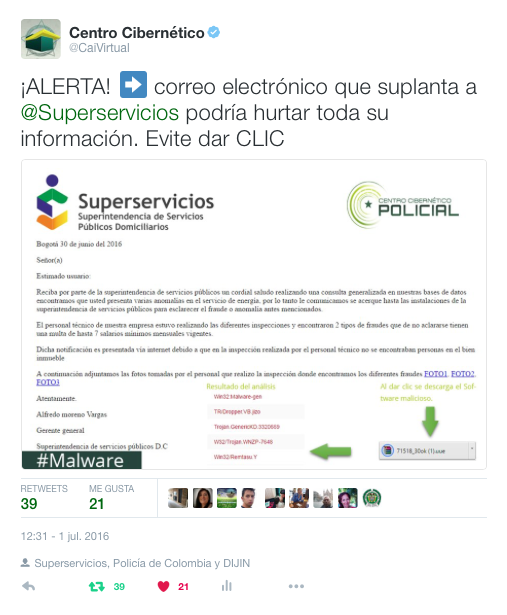 Centro Cibernético
@CaiVirtual
¡ALERTA! ➡ correo electrónico que suplanta a
@Superservicios podría hurtar toda su
información. Evite dar CLIC
Superservicios
Superintendencia de Servicios
Públicos Domiciliarios
CENTRO CIBERNÉTICO
POLICIAL
Bogotá 30 de junio del 2016
Señor(a)
Estimado usuario:
Reciba por parte de la superintendencia de servicios públicos un cordial saludo realizando una consulta generalizada en nuestras bases de datos
encontramos que usted presenta varias anomalías en el servicio de energía, por lo tanto le comunicamos se acerque hasta las instalaciones de la
superintendencia de servicios públicos para esclarecer el fraude o anomalía antes mencionados.
El personal técnico de nuestra empresa estuvo realizando las diferentes inspecciones y encontraron 2 tipos de fraudes que de no aclararse tienen
una multa de hasta 7 salarios mínimos mensuales vigentes.
Dicha notificación es presentada vía internet debido a que en la inspección realizada por el personal técnico no se encontraban personas en el bien
inmueble
A continuación adjuntamos las fotos tomadas por el personal que realizo la inspección donde encontramos los diferentes fraudes FOTO1, FOTO2,
FOTO3
Atentamente.
Alfredo moreno Vargas
Gerente general
Superintendencia de servicios públicos D.C
Resultado del análisis
Win32:Malware-gen
TR/Dropper.VB.jpzo
Trojan.GenericKD.3320669
W32/Trojan.WNZP-7648
Win32/Remtasu.Y
Al dar clic se descarga el Sof-
tware malicioso.
71518_30uk (1).uue
#Malware
RETWEETS
39
ME GUSTA
21
12:31 - 1 jul. 2016
Superservicios, Policía de Colombia y DIJIN
39
21